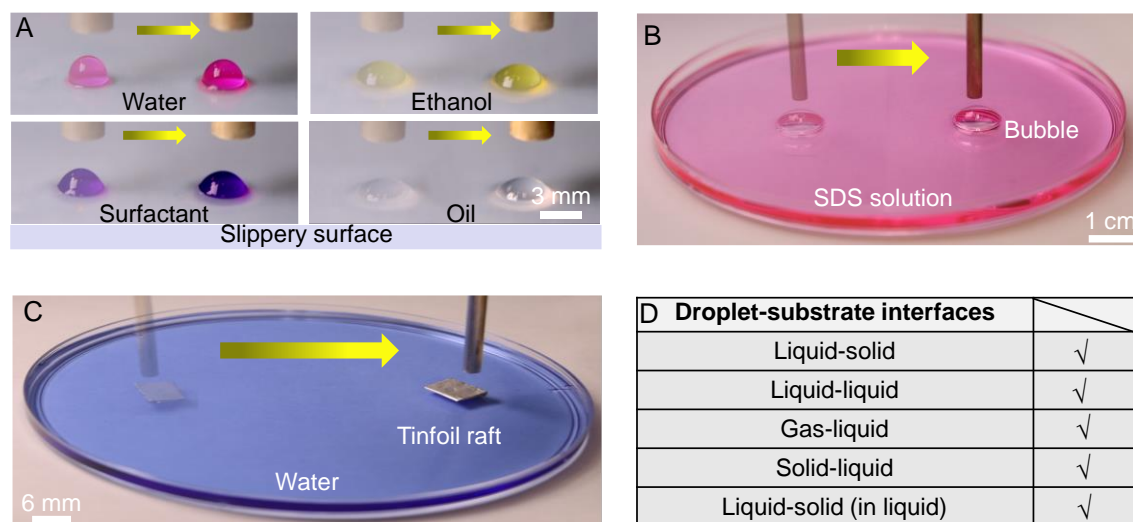 A
Water
Ethanol
Surfactant
Oil
3 mm
Slippery surface
B
Bubble
SDS solution
1 cm
C
Tinfoil raft
Water
6 mm
D Droplet-substrate interfaces
Liquid-solid √
Liquid-liquid √
Gas-liquid √
Solid-liquid √
Liquid-solid (in liquid) √